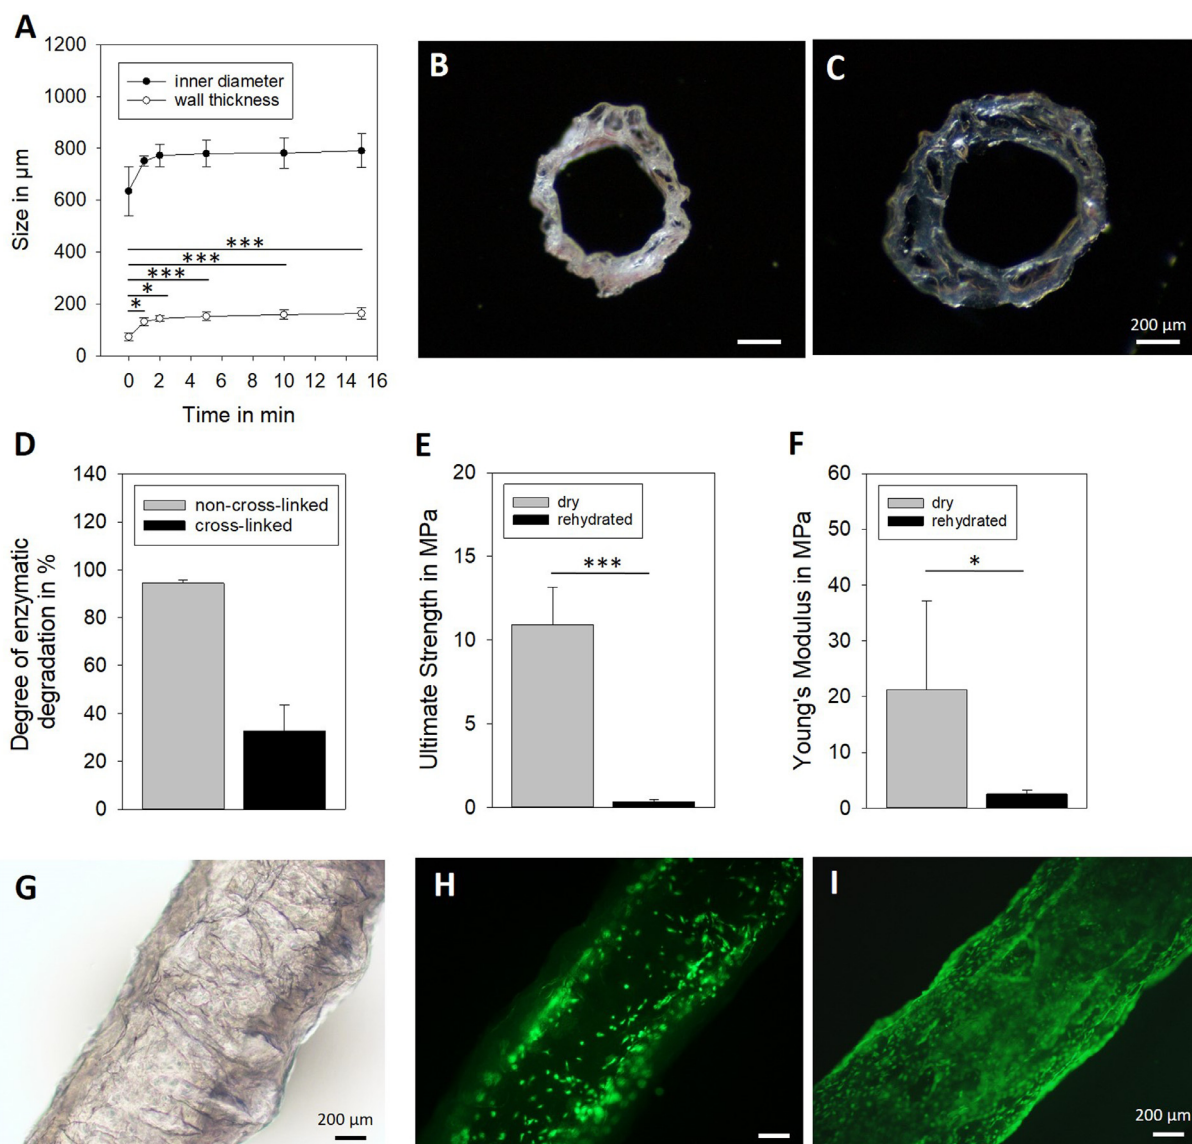 A
1200
1000
800
600
400
200
0
Size in µm
inner diameter
wall thickness
***
***
***
*
*
0 2 4 6 8 10 12 14 16
Time in min
B
C
200 µm
D
140
120
100
80
60
40
20
0
Degree of enzymatic
degradation in %
non-cross-linked
cross-linked
E
20
15
10
5
0
Ultimate Strength in MPa
dry
rehydrated
***
F
60
50
40
30
20
10
0
Young's Modulus in MPa
dry
rehydrated
*
G
200 µm
H
I
200 µm